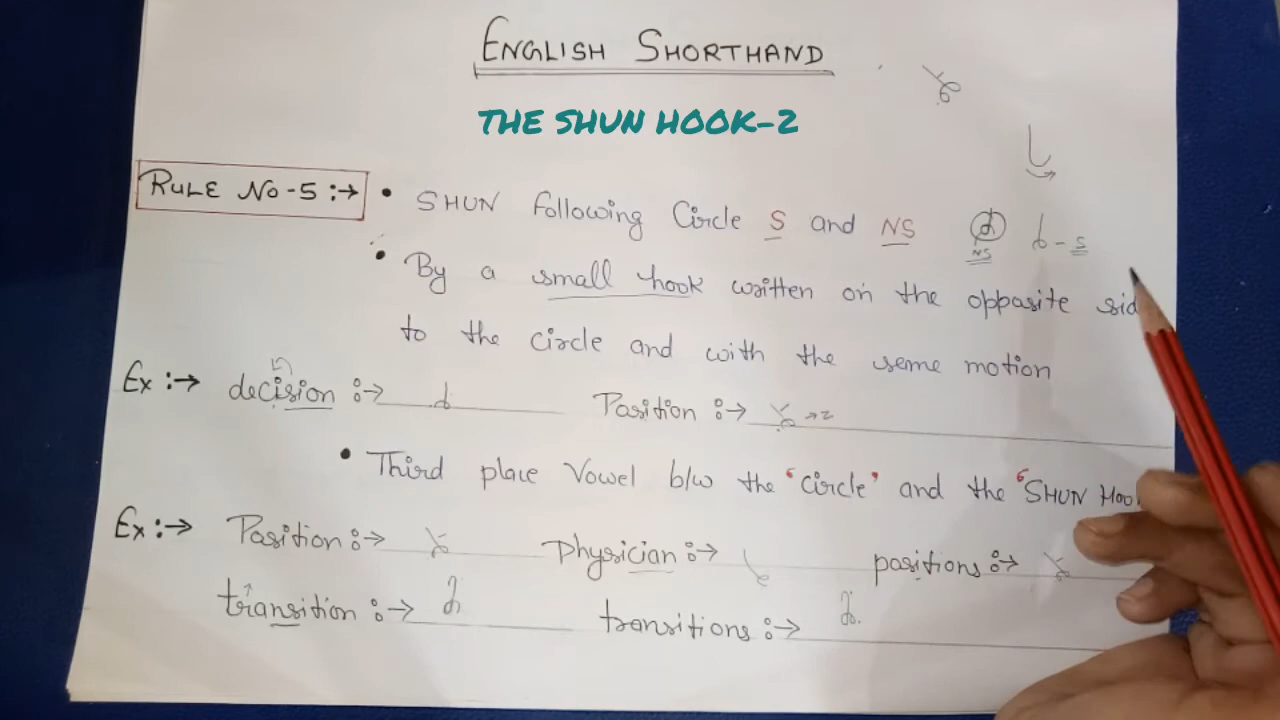 ENGLISH SHORTHAND
THE SHUN HOOK-2
RULE NO-5 :→ • SHUN following Circle S and NS
NS - S
• By a small hook written on the opposite sid
to the circle and with the seme motion
Ex :→ decision :→ Position :→ →z
• Third place Vowel b/w the "circle" and the "SHUN HOO
Ex :→ Position :→ Physician :→ positions :→
transition :→ transitions :→